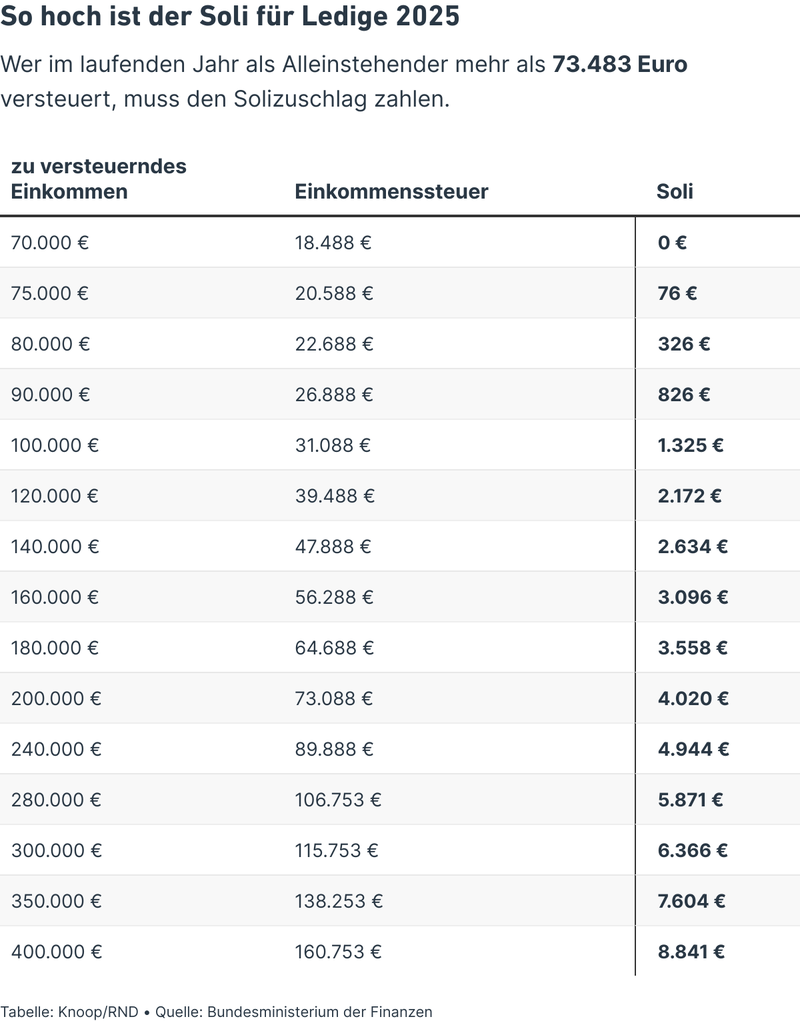 So hoch ist der Soli für Ledige 2025
Wer im laufenden Jahr als Alleinstehender mehr als 73.483 Euro
versteuert, muss den Solizuschlag zahlen.
zu versteuerndes
Einkommen Einkommenssteuer Soli
70.000 € 18.488 € 0 €
75.000 € 20.588 € 76 €
80.000 € 22.688 € 326 €
90.000 € 26.888 € 826 €
100.000 € 31.088 € 1.325 €
120.000 € 39.488 € 2.172 €
140.000 € 47.888 € 2.634 €
160.000 € 56.288 € 3.096 €
180.000 € 64.688 € 3.558 €
200.000 € 73.088 € 4.020 €
240.000 € 89.888 € 4.944 €
280.000 € 106.753 € 5.871 €
300.000 € 115.753 € 6.366 €
350.000 € 138.253 € 7.604 €
400.000 € 160.753 € 8.841 €
Tabelle: Knoop/RND • Quelle: Bundesministerium der Finanzen